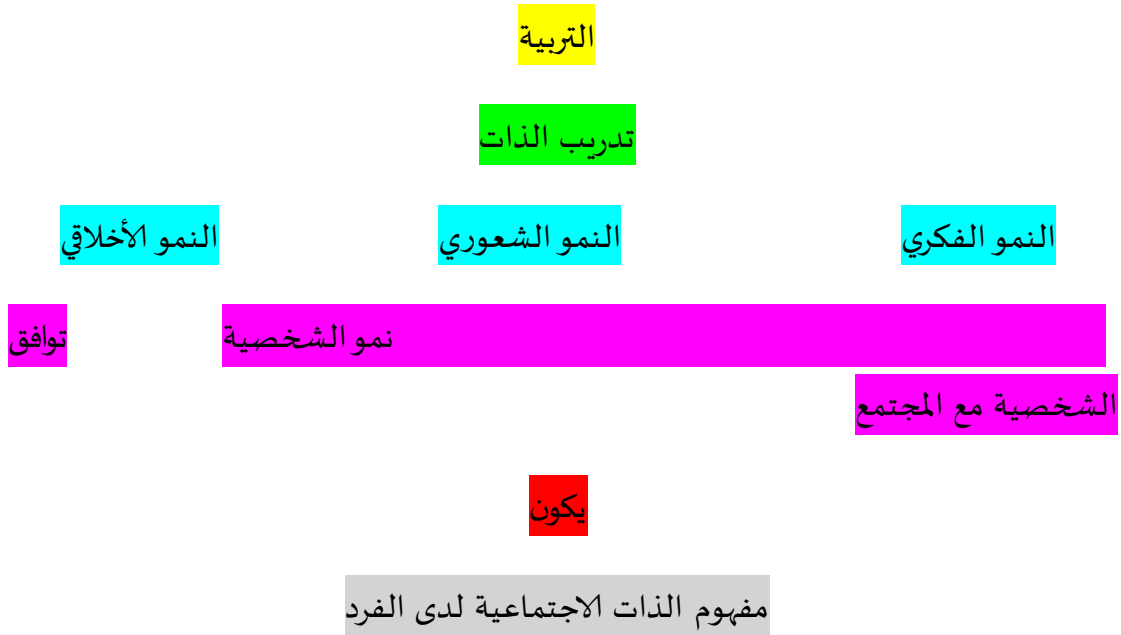 التربية
تدريب الذات
النمو الفكري النمو الشعوري النمو الأخلاقي
نمو الشخصية توافق
الشخصية مع المجتمع
يكون
مفهوم الذات الاجتماعية لدى الفرد